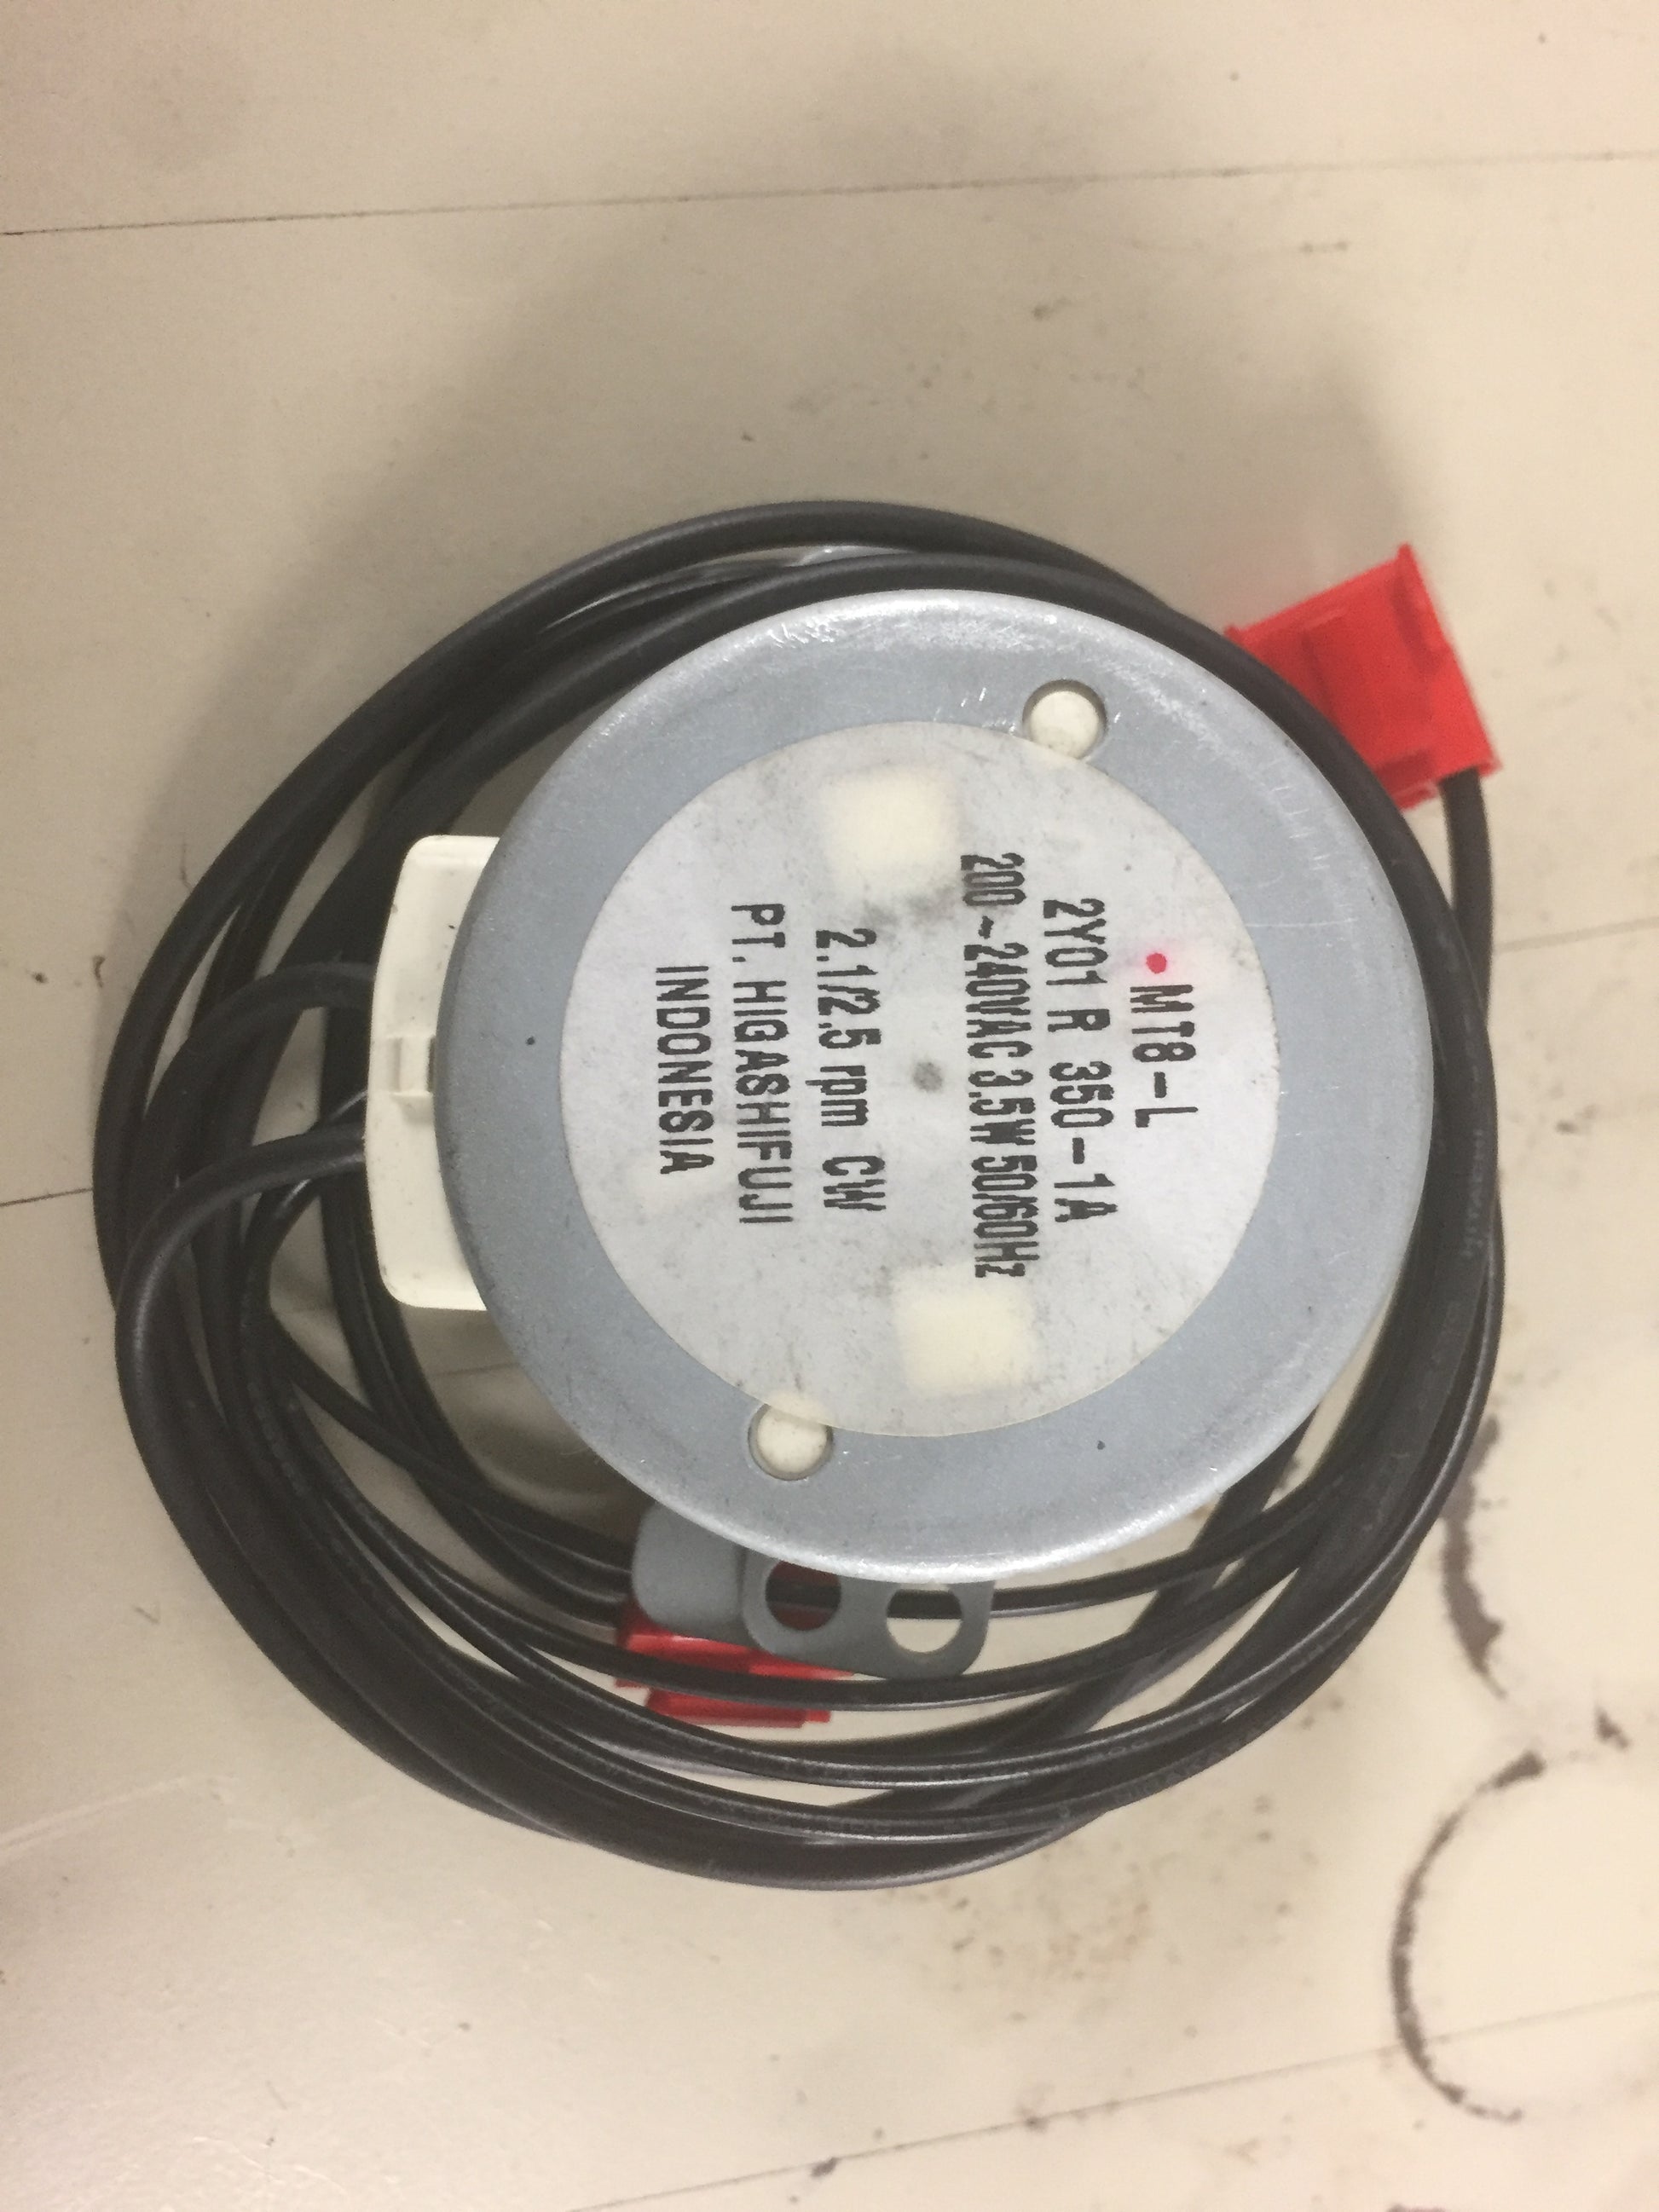 MT8-L
2Y01 R 350-1A
200~240VAC 3.5W 50/60Hz
2.1/2.5 rpm CW
PT. HIGASHIFUJI
INDONESIA